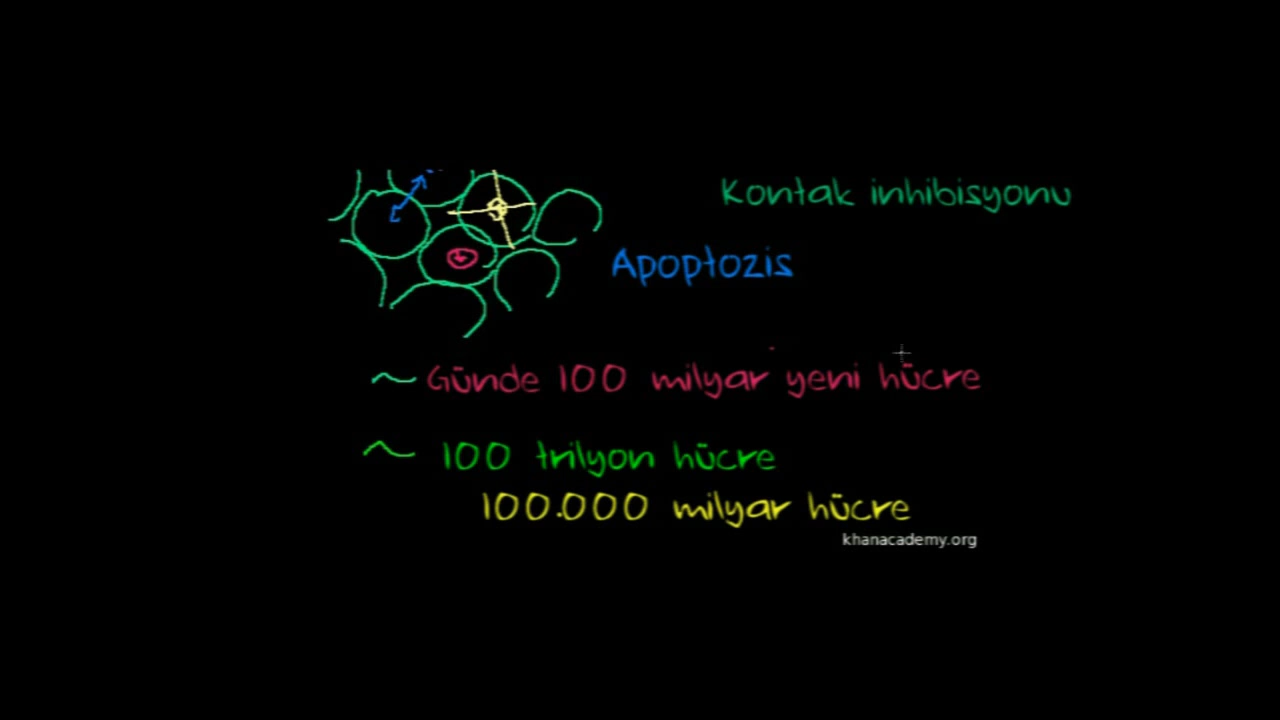 Kontak inhibisyonu
Apoptozis
~ Günde 100 milyar yeni hücre
~ 100 trilyon hücre
100.000 milyar hücre
khanacademy.org